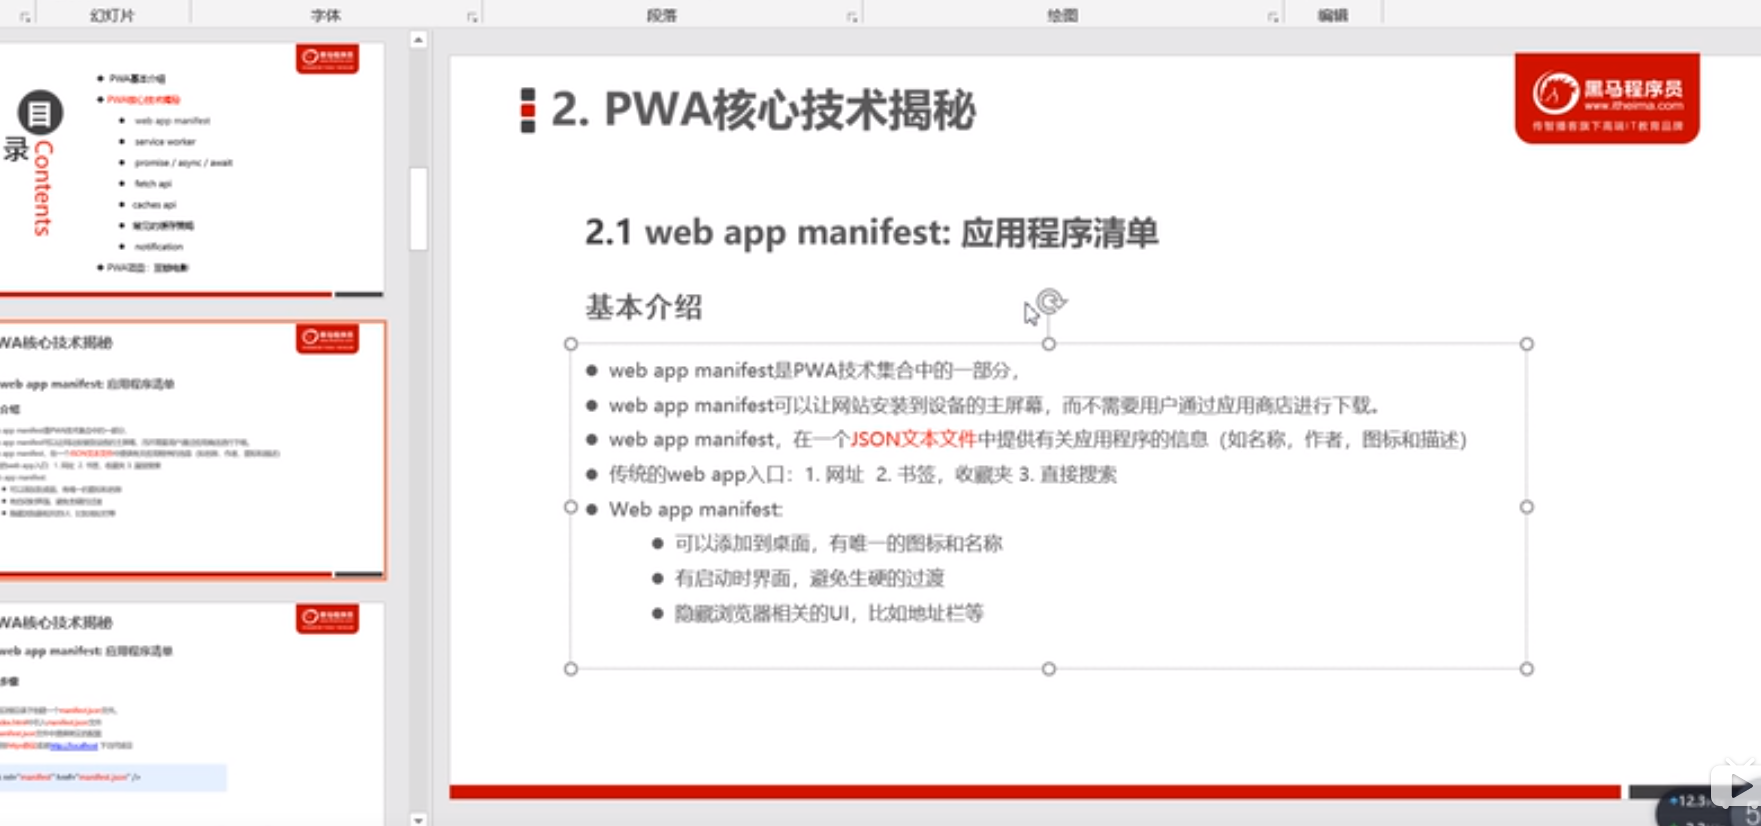 幻灯片
字体
段落
绘图
编辑
录
Contents
PWA基本介绍
PWA核心技术揭秘
web app manifest
service worker
promise / async / await
fetch api
caches api
常见的缓存策略
notification
WA核心技术揭秘
web app manifest: 应用程序清单
介绍
WA核心技术揭秘
web app manifest: 应用程序清单
步骤
rel="manifest" href="manifest.json" />
2. PWA核心技术揭秘
黑马程序员
www.itheima.com
传智播客旗下高端IT教育品牌
2.1 web app manifest: 应用程序清单
基本介绍
web app manifest是PWA技术集合中的一部分，
web app manifest可以让网站安装到设备的主屏幕，而不需要用户通过应用商店进行下载。
web app manifest，在一个JSON文本文件中提供有关应用程序的信息（如名称，作者，图标和描述）
传统的web app入口：1. 网址 2. 书签，收藏夹 3. 直接搜索
Web app manifest:
可以添加到桌面，有唯一的图标和名称
有启动时界面，避免生硬的过渡
隐藏浏览器相关的UI，比如地址栏等